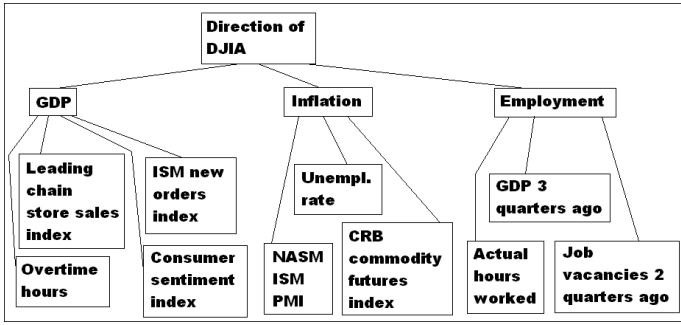 Direction of
DJIA
GDP
Inflation
Employment
Leading
chain
store sales
index
ISM new
orders
index
Unempl.
rate
GDP 3
quarters ago
Overtime
hours
Consumer
sentiment
index
NASM
ISM
PMI
CRB
commodity
futures
index
Actual
hours
worked
Job
vacancies 2
quarters ago